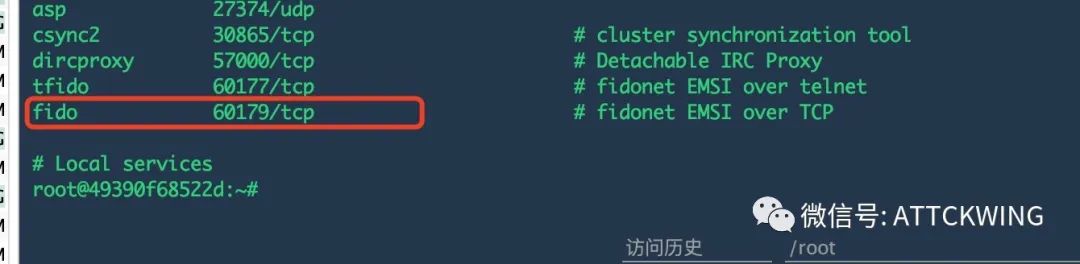 asp 27374/udp
csync2 30865/tcp # cluster synchronization tool
dircproxy 57000/tcp # Detachable IRC Proxy
tfido 60177/tcp # fidonet EMSI over telnet
fido 60179/tcp # fidonet EMSI over TCP
# Local services
root@49390f68522d:~#
微信号: ATTCKWING
访问历史 /root